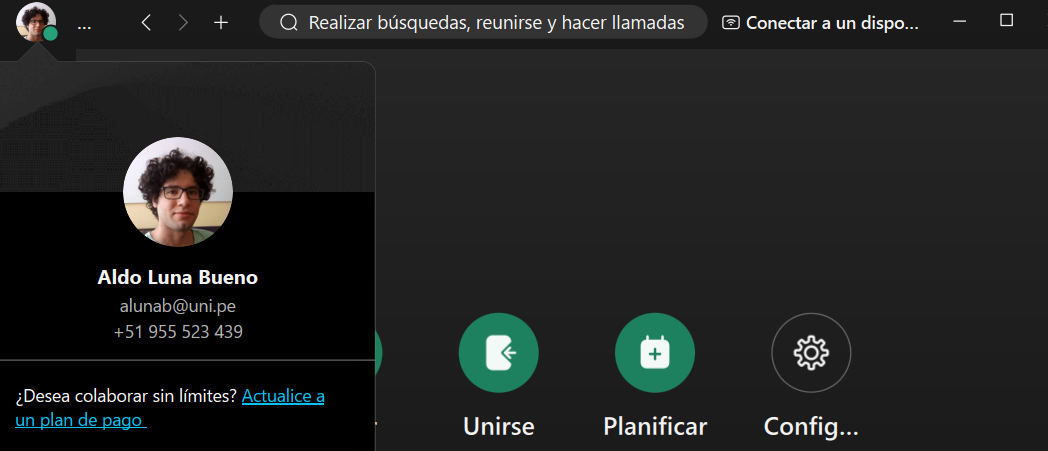 ...
Realizar búsquedas, reunirse y hacer llamadas
Conectar a un dispo...
Aldo Luna Bueno
alunab@uni.pe
+51 955 523 439
¿Desea colaborar sin límites? Actualice a
un plan de pago
Unirse
Planificar
Config...